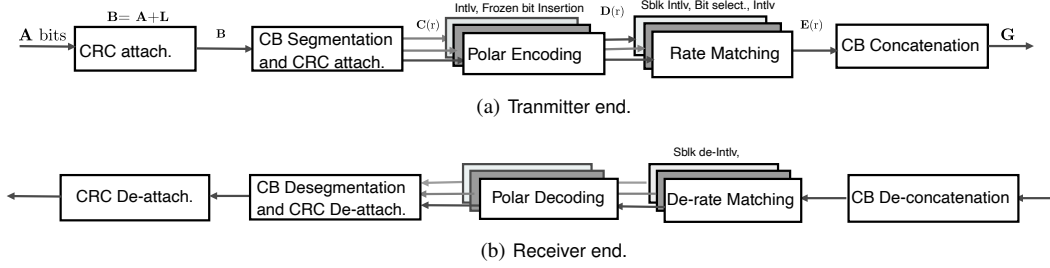 Intlv, Frozen bit Insertion
Sblk Intlv, Bit select., Intlv
B= A+L
C(r)
D(r)
E(r)
A bits
B
G
CRC attach.
CB Segmentation
and CRC attach.
Polar Encoding
Rate Matching
CB Concatenation
(a) Tranmitter end.
Sblk de-Intlv,
CRC De-attach.
CB Desegmentation
and CRC De-attach.
Polar Decoding
De-rate Matching
CB De-concatenation
(b) Receiver end.